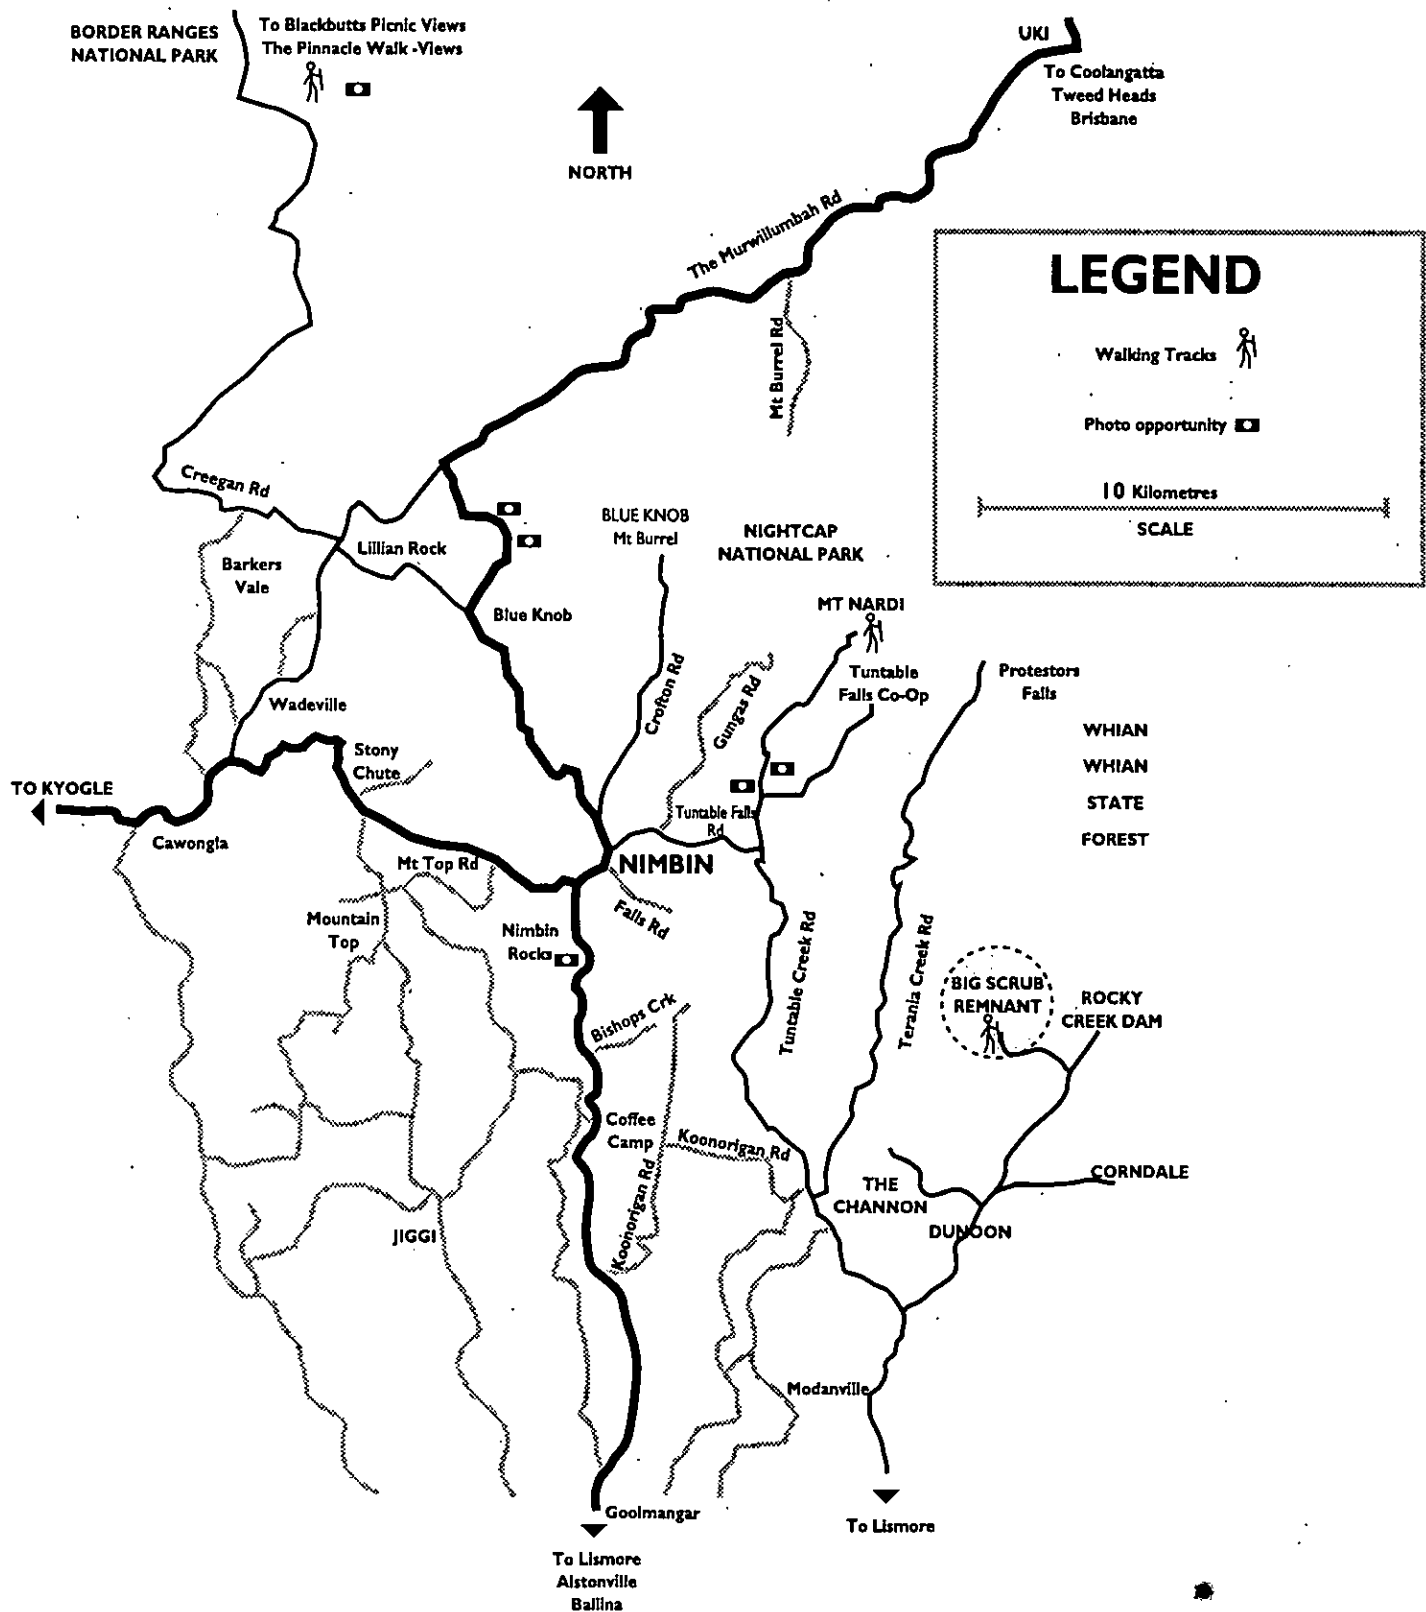 BORDER RANGES
NATIONAL PARK
To Blackbutts Picnic Views
The Pinnacle Walk -Views
UKI
To Coolangatta
Tweed Heads
Brisbane
NORTH
The Murwillumbah Rd
LEGEND
Walking Tracks
Photo opportunity
10 Kilometres
SCALE
Mt Burrel Rd
Creegan Rd
Lillian Rock
Barkers
Vale
BLUE KNOB
Mt Burrel
NIGHTCAP
NATIONAL PARK
Blue Knob
MT NARDI
Tuntable
Falls Co-Op
Protestors
Falls
Crofton Rd
Gungas Rd
Wadeville
WHIAN
WHIAN
STATE
FOREST
Stony
Chute
TO KYOGLE
Cawongla
Tuntable Falls
Rd
NIMBIN
Mt Top Rd
Falls Rd
Mountain
Top
Nimbin
Rocks
Tuntable Creek Rd
Terania Creek Rd
BIG SCRUB
REMNANT
ROCKY
CREEK DAM
Bishops Crk
Coffee
Camp
Koonorigan Rd
Koonorigan Rd
THE
CHANNON
CORNDALE
DUNOON
JIGGI
Modanville
Goolmangar
To Lismore
To Lismore
Alstonville
Ballina